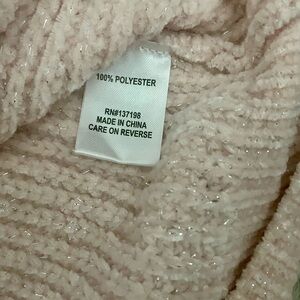 100% POLYESTER
RN#137198
MADE IN CHINA
CARE ON REVERSE